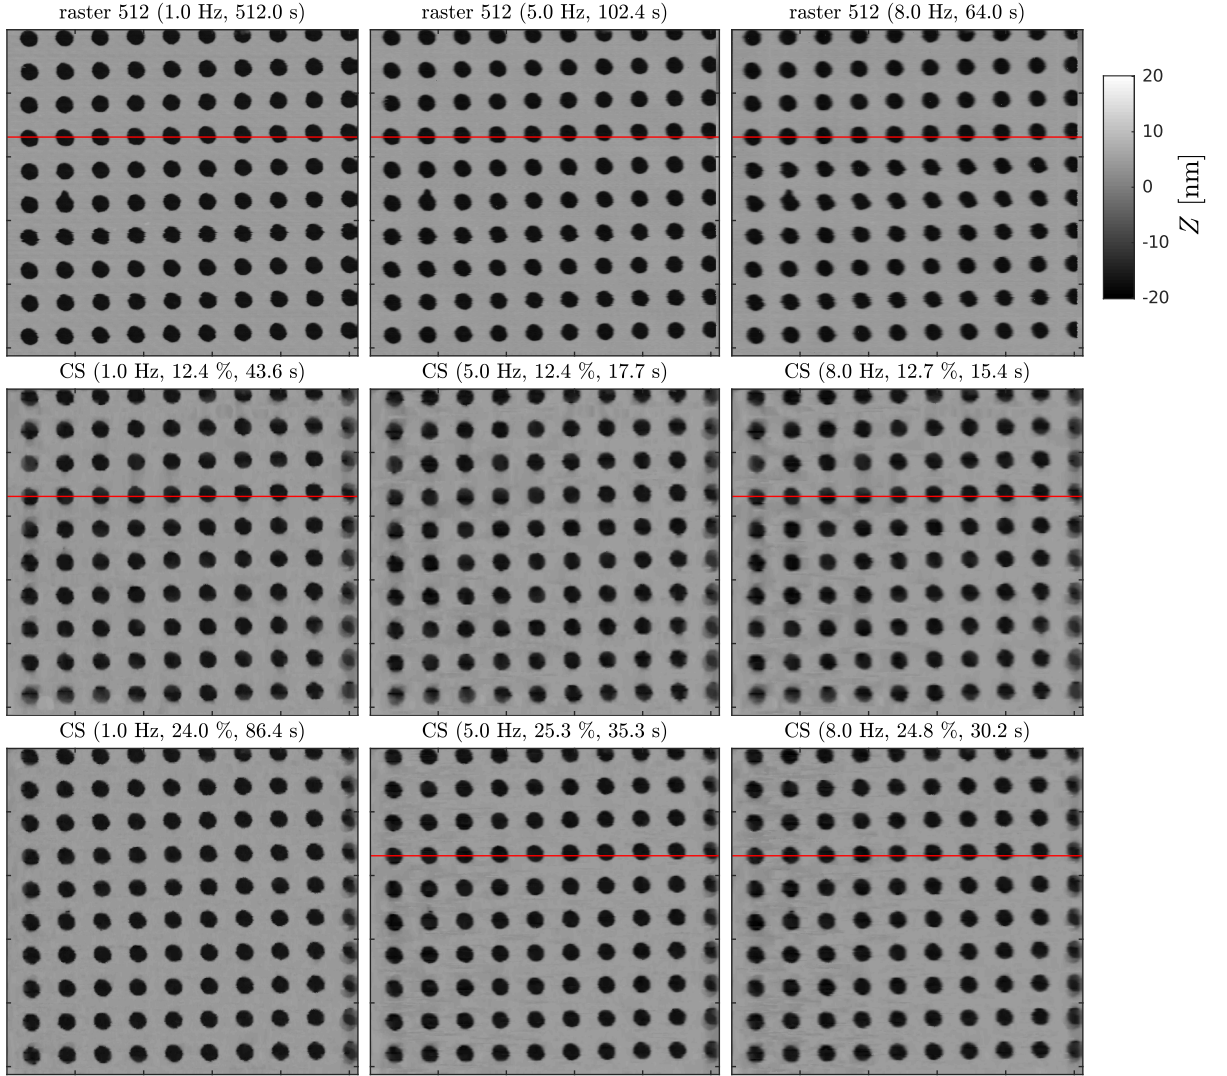 raster 512 (1.0 Hz, 512.0 s)
raster 512 (5.0 Hz, 102.4 s)
raster 512 (8.0 Hz, 64.0 s)
20
10
0
-10
-20
Z [nm]
CS (1.0 Hz, 12.4 %, 43.6 s)
CS (5.0 Hz, 12.4 %, 17.7 s)
CS (8.0 Hz, 12.7 %, 15.4 s)
CS (1.0 Hz, 24.0 %, 86.4 s)
CS (5.0 Hz, 25.3 %, 35.3 s)
CS (8.0 Hz, 24.8 %, 30.2 s)